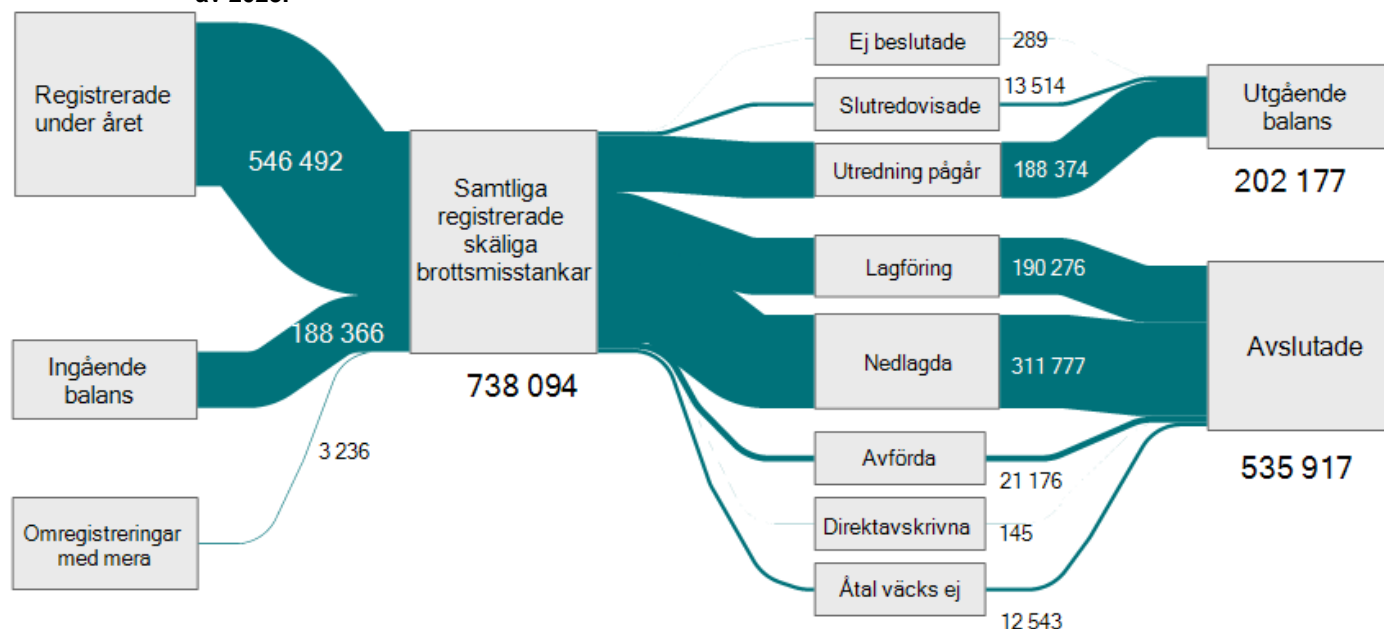 Registrerade
under året
546 492
Ingående
balans
188 366
3 236
Omregistreringar
med mera
Samtliga
registrerade
skäliga
brottsmisstankar
738 094
Ej beslutade
289
Slutredovisade
13 514
Utredning pågår
188 374
Utgående
balans
202 177
Lagföring
190 276
Nedlagda
311 777
Avslutade
535 917
Avförda
21 176
Direktavskrivna
145
Åtal väcks ej
12 543